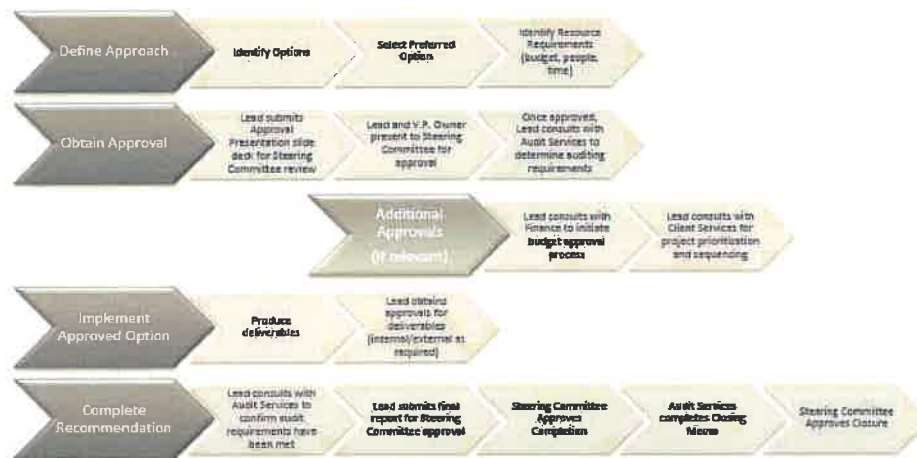 Define Approach
Identify Options
Select Preferred
Option
Identify Resource
Requirements
(budget, people,
time)
Obtain Approval
Lead submits
Approval
Presentation slide
deck for Steering
Committee review
Lead and V.P. Owner
present to Steering
Committee for
approval
Once approved,
Lead consults with
Audit Services to
determine auditing
requirements
Additional
Approvals
(if relevant)
Lead consults with
Finance to initiate
budget approval
process
Lead consults with
Client Services for
project prioritization
and sequencing
Implement
Approved Option
Produce
deliverables
Lead obtains
approvals for
deliverables
(internal/external as
required)
Complete
Recommendation
Lead consults with
Audit Services to
confirm audit
requirements have
been met
Lead submits final
report for Steering
Committee approval
Steering Committee
Approves
Completion
Audit Services
completes Closing
Memo
Steering Committee
Approves Closure